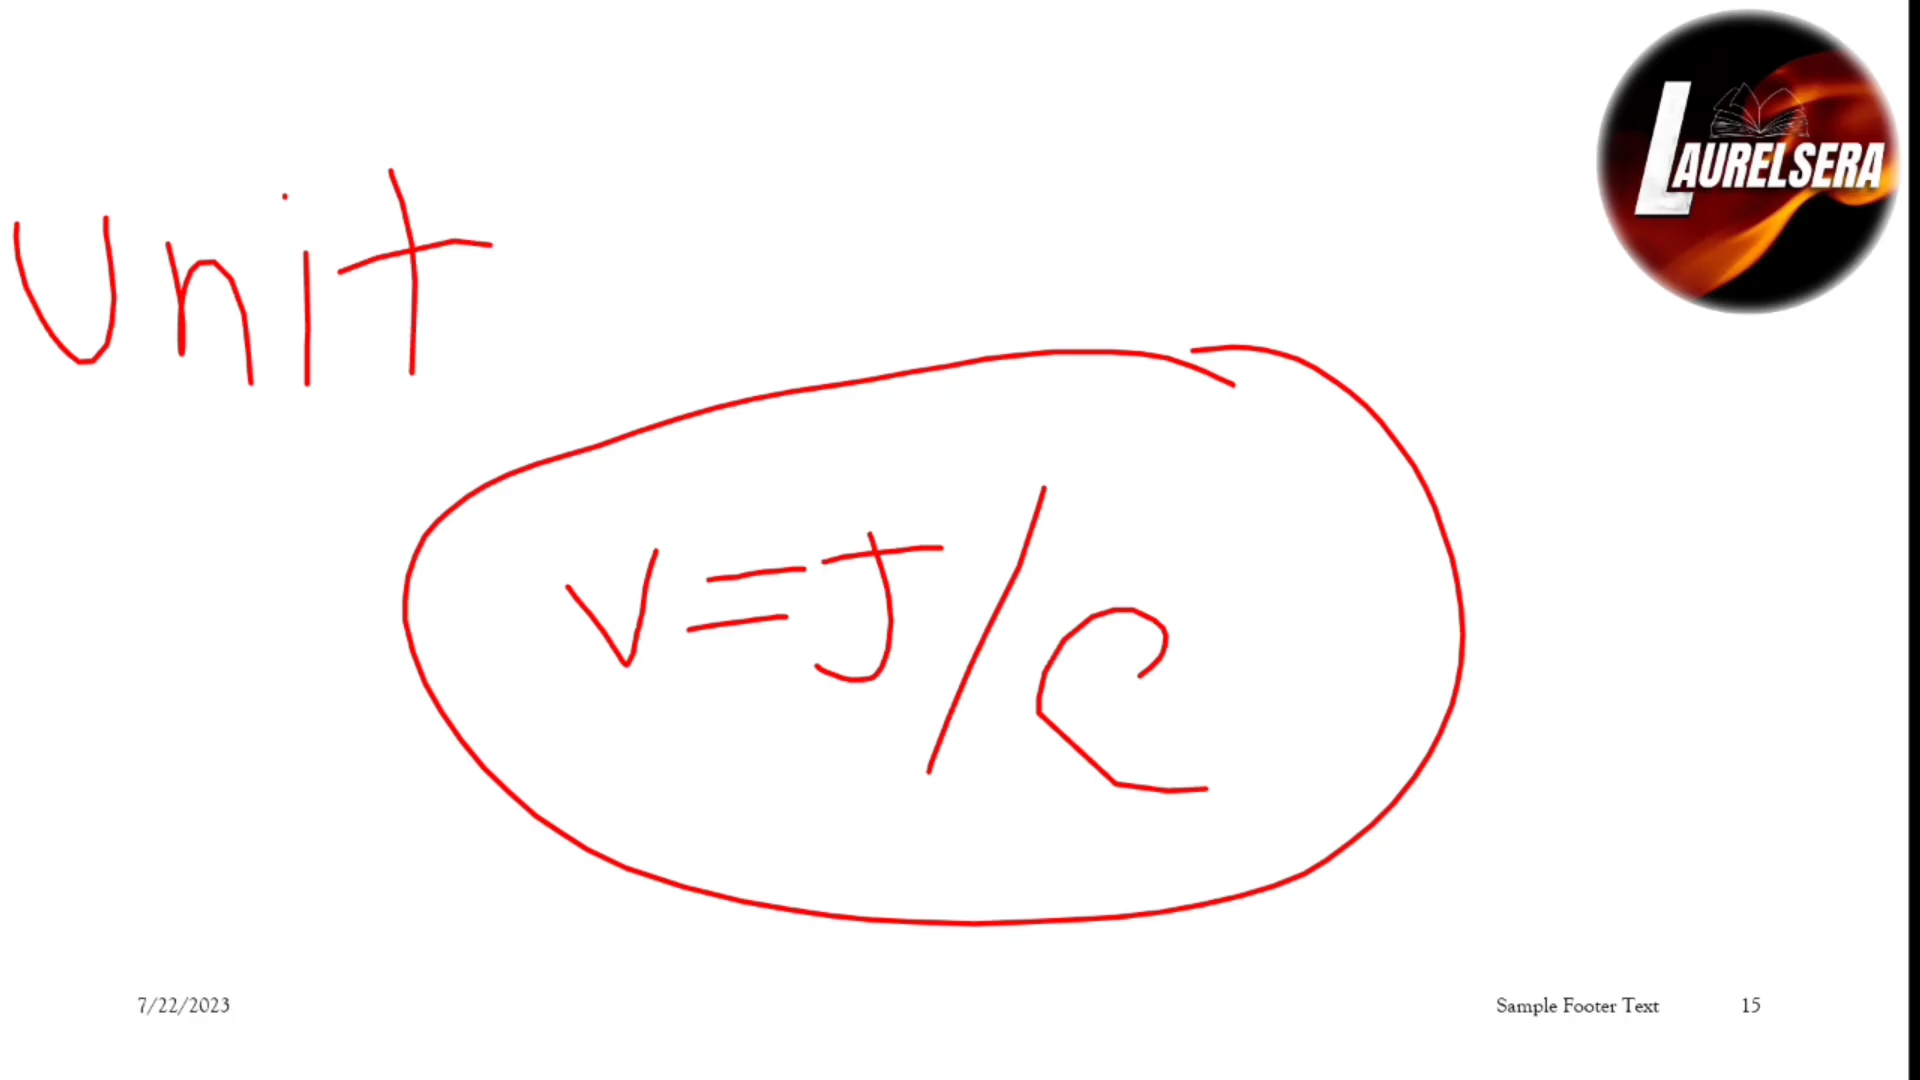 LAURELSERA
Unit
V=J/C
7/22/2023
Sample Footer Text
15